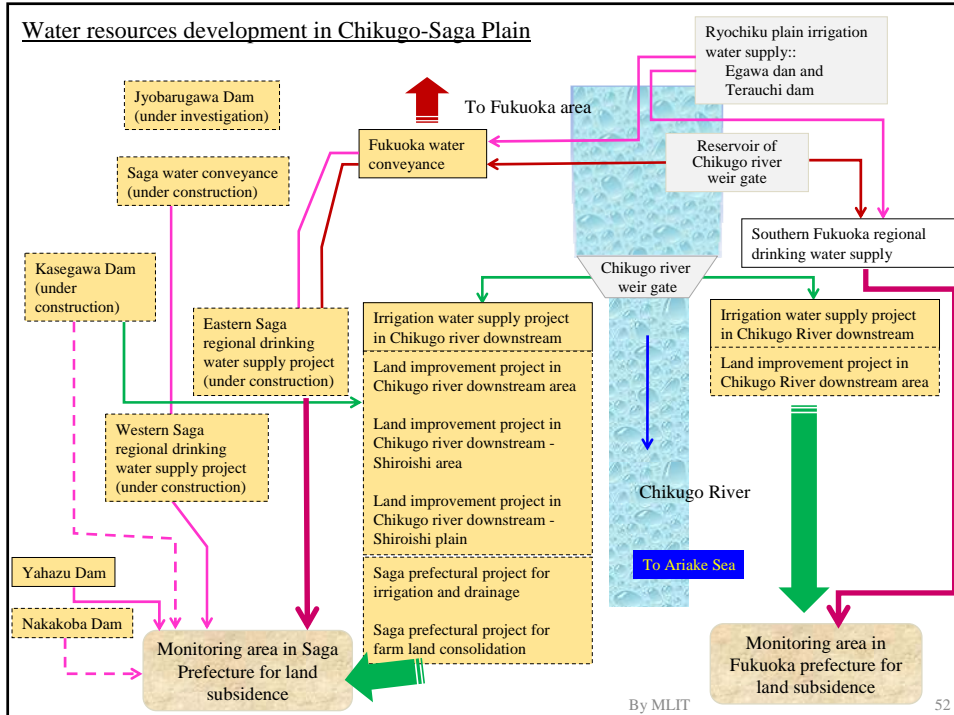 Water resources development in Chikugo-Saga Plain
Ryochiku plain irrigation
water supply::
Egawa dan and
Terauchi dam
Jyobarugawa Dam
(under investigation)
To Fukuoka area
Fukuoka water
conveyance
Reservoir of
Chikugo river
weir gate
Saga water conveyance
(under construction)
Southern Fukuoka regional
drinking water supply
Kasegawa Dam
(under
construction)
Chikugo river
weir gate
Eastern Saga
regional drinking
water supply project
(under construction)
Irrigation water supply project
in Chikugo river downstream
Irrigation water supply project
in Chikugo River downstream
Land improvement project in
Chikugo river downstream area
Land improvement project in
Chikugo River downstream area
Western Saga
regional drinking
water supply project
(under construction)
Land improvement project in
Chikugo river downstream -
Shiroishi area
Land improvement project in
Chikugo river downstream -
Shiroishi plain
Chikugo River
To Ariake Sea
Yahazu Dam
Saga prefectural project for
irrigation and drainage
Nakakoba Dam
Saga prefectural project for
farm land consolidation
Monitoring area in Saga
Prefecture for land
subsidence
Monitoring area in
Fukuoka prefecture for
land subsidence
By MLIT
52